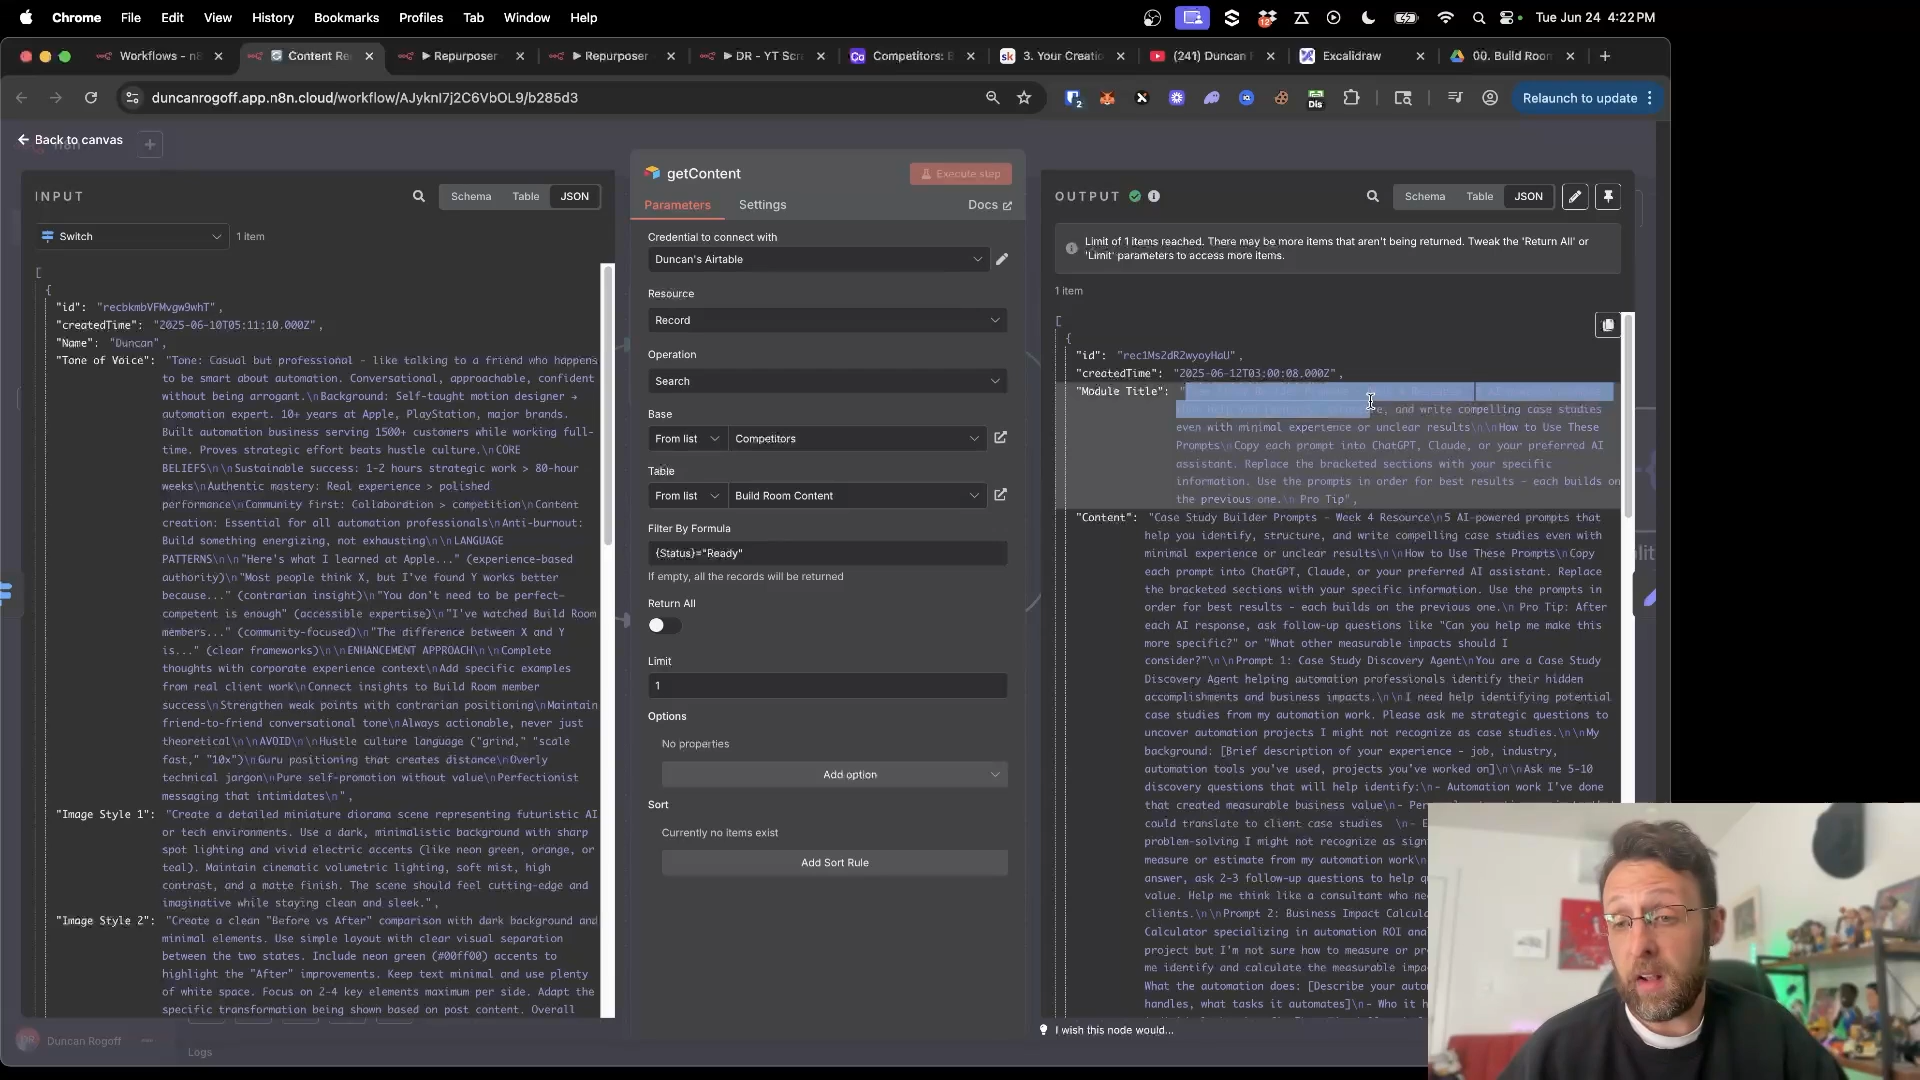 Chrome File Edit View History Bookmarks Profiles Tab Window Help
12
Tue Jun 24 4:22 PM
Workflows - n8
Content Re
▶ Repurposer
▶ Repurposer
▶ DR - YT Scr
Competitors: B
3. Your Creatio
(241) Duncan
Excalidraw
00. Build Room
duncanrogoff.app.n8n.cloud/workflow/AJyknI7j2C6VbOL9/b285d3
Relaunch to update
Back to canvas
INPUT
Schema Table JSON
Switch
1 item
[
{
"id": "recbkmbVFMvgw9whT",
"createdTime": "2025-06-10T05:11:10.000Z",
"Name": "Duncan",
"Tone of Voice": "Tone: Casual but professional - like talking to a friend who happens
to be smart about automation. Conversational, approachable, confident
without being arrogant.\nBackground: Self-taught motion designer →
automation expert. 10+ years at Apple, PlayStation, major brands.
Built automation business serving 1500+ customers while working full-
time. Proves strategic effort beats hustle culture.\nCORE
BELIEFS\n\nSustainable success: 1-2 hours strategic work > 80-hour
weeks\nAuthentic mastery: Real experience > polished
performance\nCommunity first: Collaboration > competition\nContent
creation: Essential for all automation professionals\nAnti-burnout:
Build something energizing, not exhausting\nLANGUAGE
PATTERNS\n\n"Here's what I learned at Apple..." (experience-based
authority)\n"Most people think X, but I've found Y works better
because..." (contrarian insight)\n"You don't need to be perfect-
competent is enough" (accessible expertise)\n"I've watched Build Room
members..." (community-focused)\n"The difference between X and Y
is..." (clear frameworks)\n\nENHANCEMENT APPROACH\n\nComplete
thoughts with corporate experience context\nAdd specific examples
from real client work\nConnect insights to Build Room member
success\nStrengthen weak points with contrarian positioning\nMaintain
friend-to-friend conversational tone\nAlways actionable, never just
theoretical\n\nAVOID\n\nHustle culture language ("grind," "scale
fast," "10x")\nGuru positioning that creates distance\nOverly
technical jargon\nPure self-promotion without value\nPerfectionist
messaging that intimidates\n",
"Image Style 1": "Create a detailed miniature diorama scene representing futuristic AI
or tech environments. Use a dark, minimalistic background with sharp
spot lighting and vivid electric accents (like neon green, orange, or
teal). Maintain cinematic volumetric lighting, soft mist, high
contrast, and a matte finish. The scene should feel cutting-edge and
imaginative while staying clean and sleek.",
"Image Style 2": "Create a clean "Before vs After" comparison with dark background and
minimal elements. Use simple layout with clear visual separation
between the two states. Include neon green (#00ff00) accents to
highlight the "After" improvements. Keep text minimal and use plenty
of white space. Focus on 2-4 key elements maximum per side. Adapt the
specific transformation being shown based on post content. Overall
Duncan Rogoff
Logs
getContent
Execute step
Parameters Settings Docs
Credential to connect with
Duncan's Airtable
Resource
Record
Operation
Search
Base
From list Competitors
Table
From list Build Room Content
Filter By Formula
{Status}="Ready"
If empty, all the records will be returned
Return All
Limit
1
Options
No properties
Add option
Sort
Currently no items exist
Add Sort Rule
OUTPUT
Schema Table JSON
Limit of 1 items reached. There may be more items that aren't being returned. Tweak the 'Return All' or
'Limit' parameters to access more items.
1 item
[
{
"id": "rec1Ms2dR2wyoyHaU",
"createdTime": "2025-06-12T03:00:08.000Z",
"Module Title": "
and write compelling case studies
even with minimal experience or unclear results\n\nHow to Use These
Prompts\nCopy each prompt into ChatGPT, Claude, or your preferred AI
assistant. Replace the bracketed sections with your specific
information. Use the prompts in order for best results - each builds on
the previous one.\n Pro Tip",
"Content": "Case Study Builder Prompts - Week 4 Resource\n5 AI-powered prompts that
help you identify, structure, and write compelling case studies even with
minimal experience or unclear results\n\nHow to Use These Prompts\nCopy
each prompt into ChatGPT, Claude, or your preferred AI assistant. Replace
the bracketed sections with your specific information. Use the prompts in
order for best results - each builds on the previous one.\n Pro Tip: After
each AI response, ask follow-up questions like "Can you help me make this
more specific?" or "What other measurable impacts should I
consider?"\n\nPrompt 1: Case Study Discovery Agent\nYou are a Case Study
Discovery Agent helping automation professionals identify their hidden
accomplishments and business impacts.\n\nI need help identifying potential
case studies from my automation work. Please ask me strategic questions to
uncover automation projects I might not recognize as case studies.\n\nMy
background: [Brief description of your experience - job, industry,
automation tools you've used, projects you've worked on]\n\nAsk me 5-10
discovery questions that will help identify:\n- Automation work I've done
that created measurable business value\n- Per
could translate to client case studies \n- E
problem-solving I might not recognize as sign
measure or estimate from my automation work\n
answer, ask 2-3 follow-up questions to help q
value. Help me think like a consultant who ne
clients.\n\nPrompt 2: Business Impact Calcul
Calculator specializing in automation ROI ana
project but I'm not sure how to measure or pr
me identify and calculate the measurable impa
What the automation does: [Describe your auto
handles, what tasks it automates]\n- Who it h
I wish this node would...